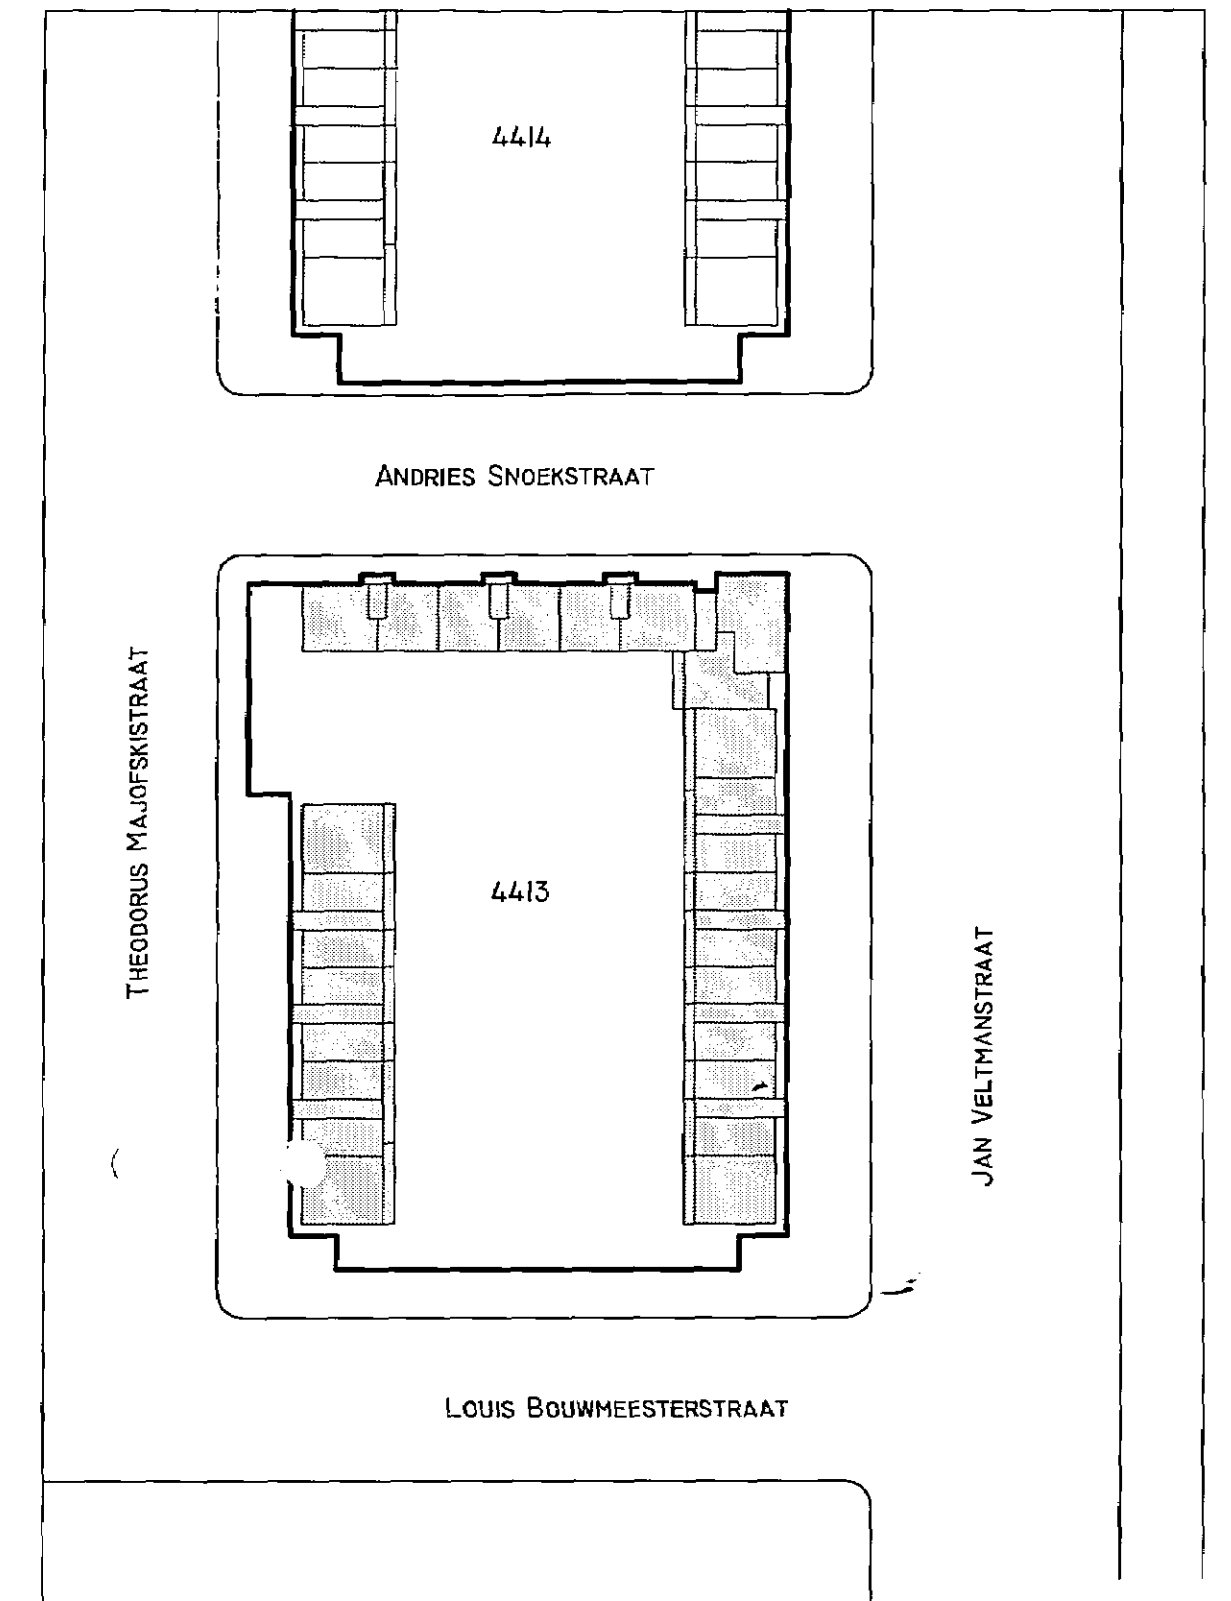 4414
ANDRIES SNOEKSTRAAT
THEODORUS MAJOFSKISTRAAT
4413
JAN VELTMANSTRAAT
LOUIS BOUWMEESTERSTRAAT